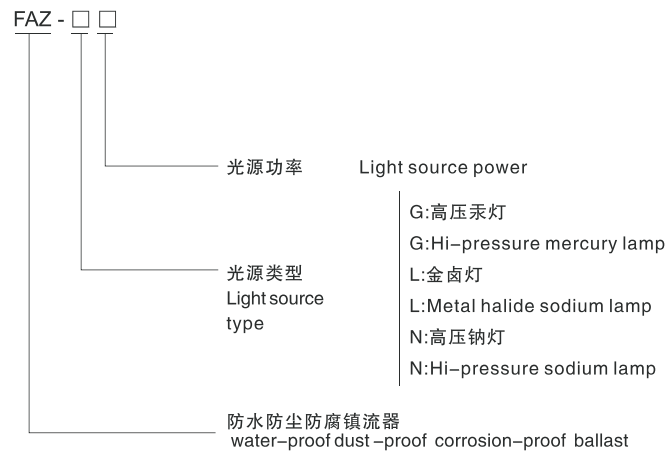 FAZ - □ □
光源功率 Light source power
G:高压汞灯
G:Hi-pressure mercury lamp
光源类型
Light source
type
L:金卤灯
L:Metal halide sodium lamp
N:高压钠灯
N:Hi-pressure sodium lamp
防水防尘防腐镇流器
water-proof dust -proof corrosion-proof ballast